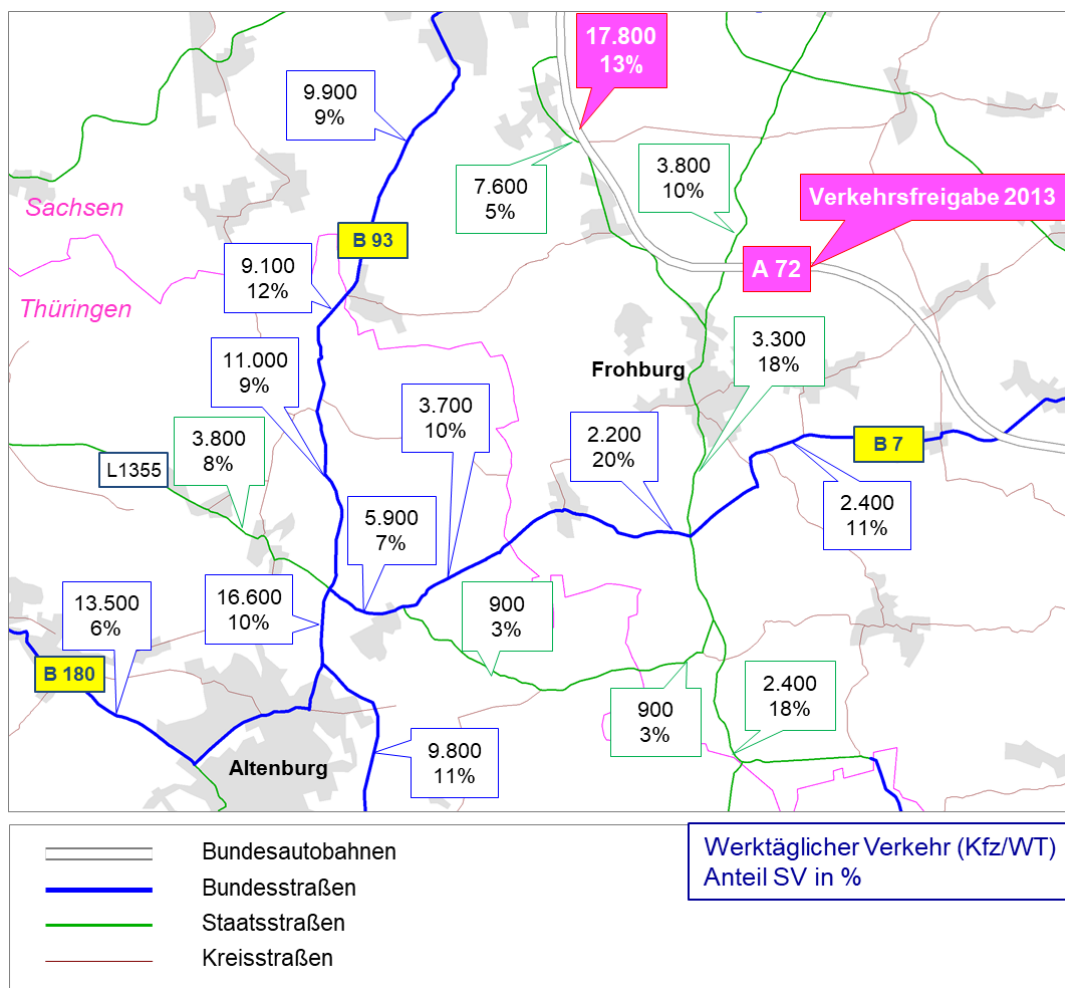 17.800
13%
9.900
9%
3.800
10%
7.600
5%
Verkehrsfreigabe 2013
Sachsen
B 93
A 72
9.100
12%
Thüringen
11.000
9%
3.300
18%
Frohburg
3.700
10%
3.800
8%
2.200
20%
B 7
L1355
5.900
7%
2.400
11%
13.500
6%
16.600
10%
900
3%
B 180
900
3%
2.400
18%
9.800
11%
Altenburg
Bundesautobahnen
Bundesstraßen
Staatsstraßen
Kreisstraßen
Werktäglicher Verkehr (Kfz/WT)
Anteil SV in %